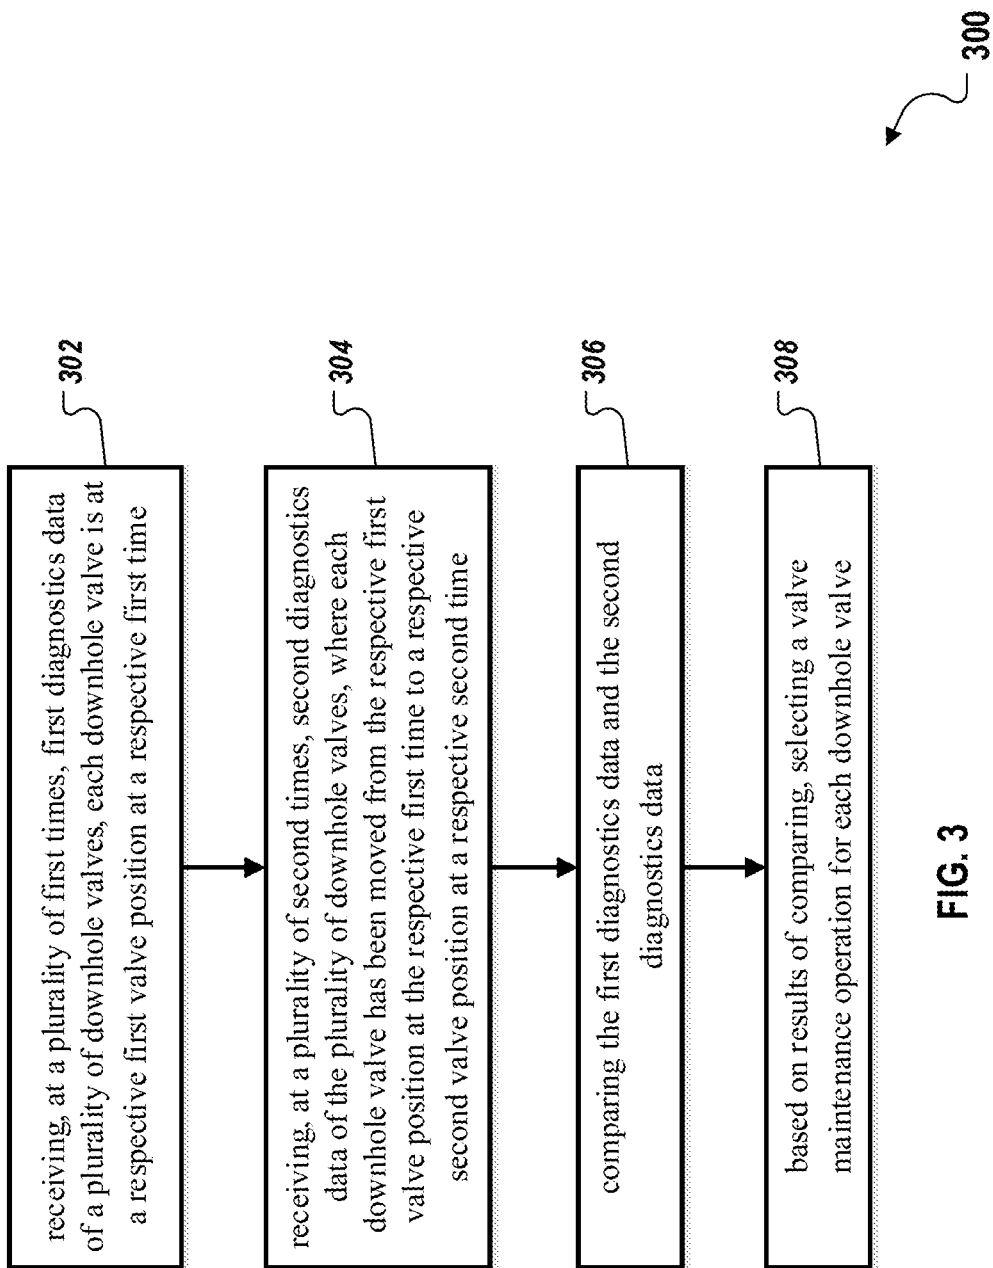 300
302
receiving, at a plurality of first times, first diagnostics data
of a plurality of downhole valves, each downhole valve is at
a respective first valve position at a respective first time
304
receiving, at a plurality of second times, second diagnostics
data of the plurality of downhole valves, where each
downhole valve has been moved from the respective first
valve position at the respective first time to a respective
second valve position at a respective second time
306
comparing the first diagnostics data and the second
diagnostics data
308
based on results of comparing, selecting a valve
maintenance operation for each downhole valve
FIG. 3